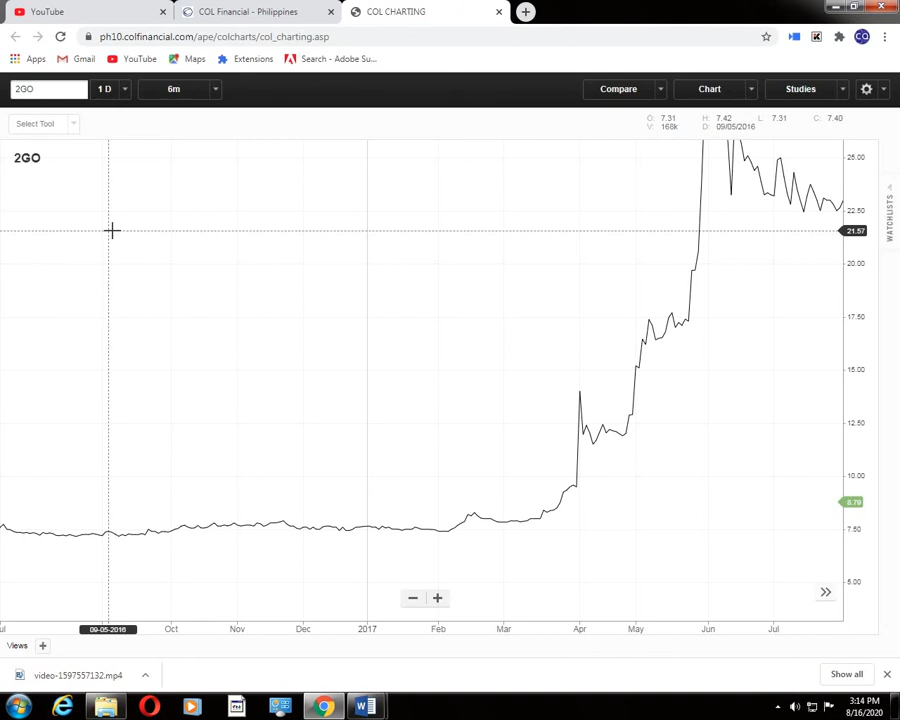 YouTube
COL Financial - Philippines
COL CHARTING
ph10.colfinancial.com/ape/colcharts/col_charting.asp
CQ
Apps
Gmail
YouTube
Maps
Extensions
Search - Adobe Su...
2GO
1 D
6m
Compare
Chart
Studies
Select Tool
O: 7.31 H: 7.42 L: 7.31 C: 7.40
V: 168k D: 09/05/2016
2GO
25.00
22.50
21.57
20.00
17.50
15.00
12.50
10.00
8.79
7.50
5.00
WATCHLISTS
ul 09-05-2016 Oct Nov Dec 2017 Feb Mar Apr May Jun Jul
Views
video-1597557132.mp4
Show all
3:14 PM
8/16/2020